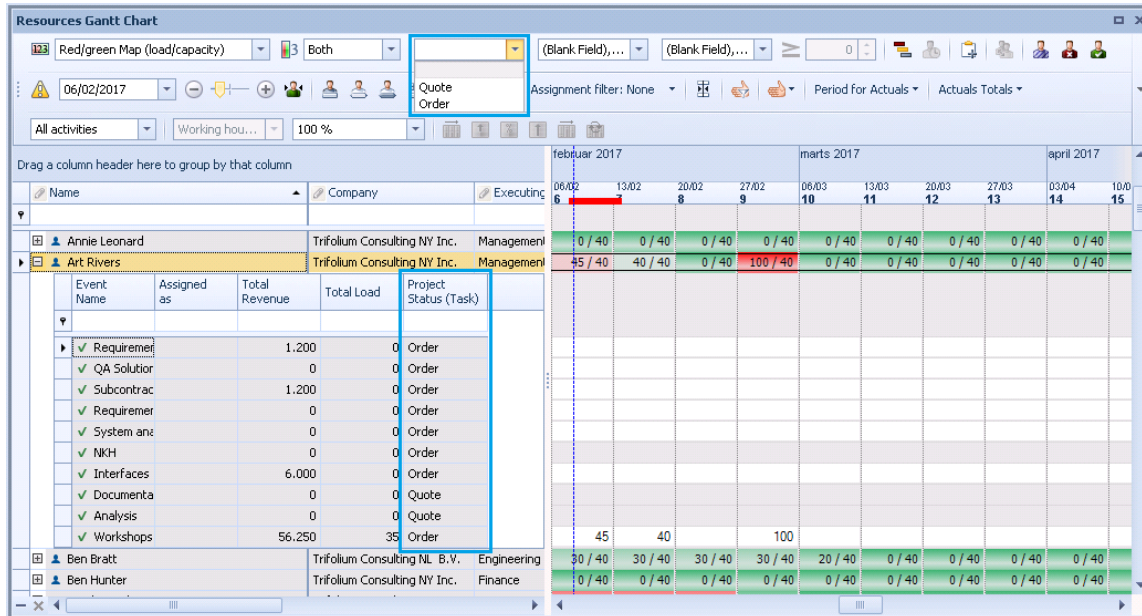 Resources Gantt Chart
123 Red/green Map (load/capacity) 3 Both (Blank Field),... (Blank Field),... ≥ 0
Quote
Order
06/02/2017 Assignment filter: None Period for Actuals Actuals Totals
All activities Working hou... 100 %
Drag a column header here to group by that column
februar 2017 marts 2017 april 2017
Name Company Executing
06/02 13/02 20/02 27/02 06/03 13/03 20/03 27/03 03/04 10/0
6 7 8 9 10 11 12 13 14 15
Annie Leonard Trifolium Consulting NY Inc. Management 0 / 40 0 / 40 0 / 40 0 / 40 0 / 40 0 / 40 0 / 40 0 / 40 0 / 40
Art Rivers Trifolium Consulting NY Inc. Management 45 / 40 40 / 40 0 / 40 100 / 40 0 / 40 0 / 40 0 / 40 0 / 40 0 / 40
Event Name Assigned as Total Revenue Total Load Project Status (Task)
Requiremen 1.200 0 Order
QA Solution 0 0 Order
Subcontrac 1.200 0 Order
Requiremen 0 0 Order
System ana 0 0 Order
NKH 0 0 Order
Interfaces 6.000 0 Order
Documenta 0 0 Quote
Analysis 0 0 Quote
Workshops 56.250 35 Order 45 40 100
Ben Bratt Trifolium Consulting NL B.V. Engineering 30 / 40 30 / 40 30 / 40 30 / 40 20 / 40 0 / 40 0 / 40 0 / 40 0 / 40
Ben Hunter Trifolium Consulting NY Inc. Finance 0 / 40 0 / 40 0 / 40 0 / 40 0 / 40 0 / 40 0 / 40 0 / 40 0 / 40